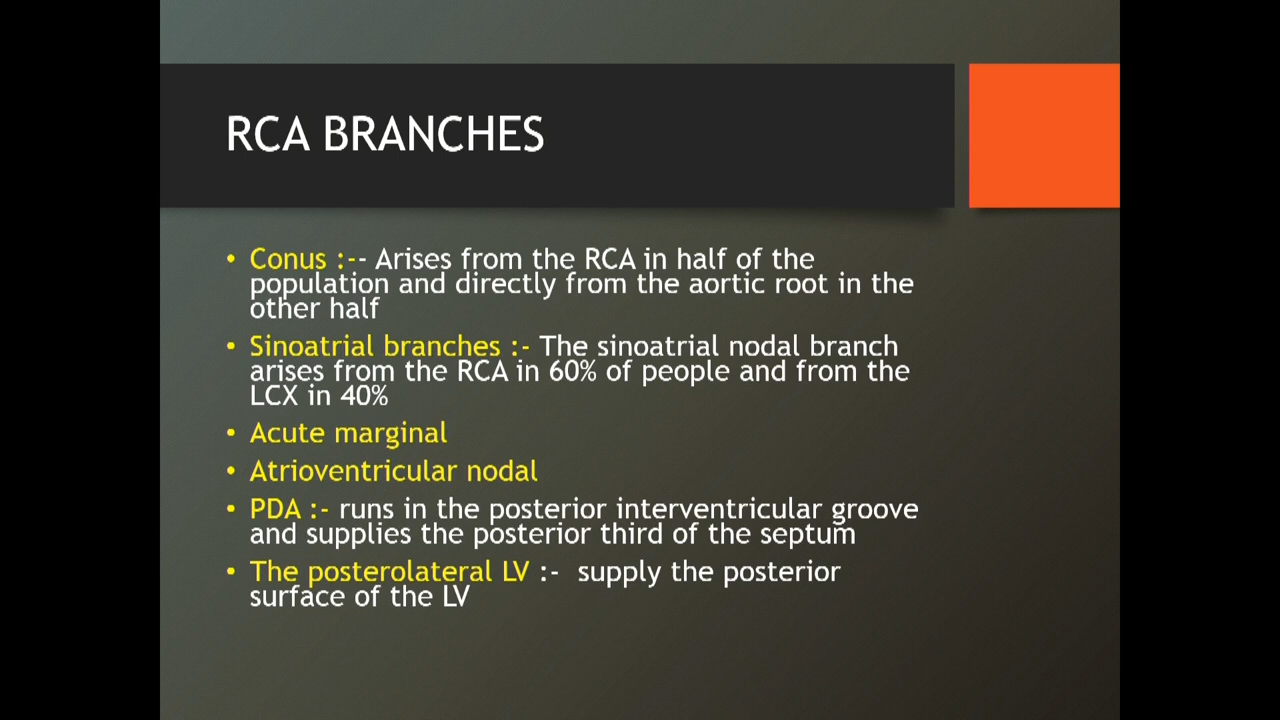 RCA BRANCHES
• Conus :-- Arises from the RCA in half of the
population and directly from the aortic root in the
other half
• Sinoatrial branches :- The sinoatrial nodal branch
arises from the RCA in 60% of people and from the
LCX in 40%
• Acute marginal
• Atrioventricular nodal
• PDA :- runs in the posterior interventricular groove
and supplies the posterior third of the septum
• The posterolateral LV :-  supply the posterior
surface of the LV